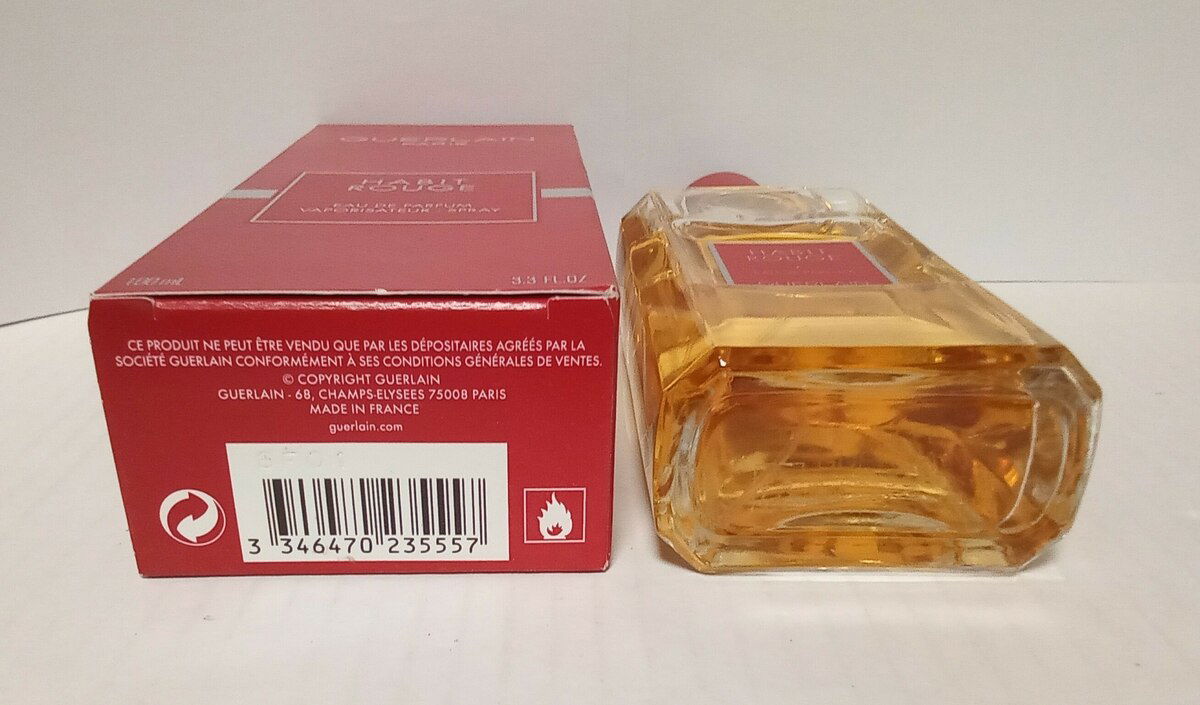 GUERLAIN
PARIS
HABIT
ROUGE
EAU DE PARFUM
VAPORISATEUR - SPRAY
100 mL
3.3 FL.OZ
CE PRODUIT NE PEUT ÊTRE VENDU QUE PAR LES DÉPOSITAIRES AGRÉÉS PAR LA
SOCIÉTÉ GUERLAIN CONFORMÉMENT À SES CONDITIONS GÉNÉRALES DE VENTES.
© COPYRIGHT GUERLAIN
GUERLAIN - 68, CHAMPS-ELYSEES 75008 PARIS
MADE IN FRANCE
guerlain.com
3 346470 235557
HABIT
ROUGE